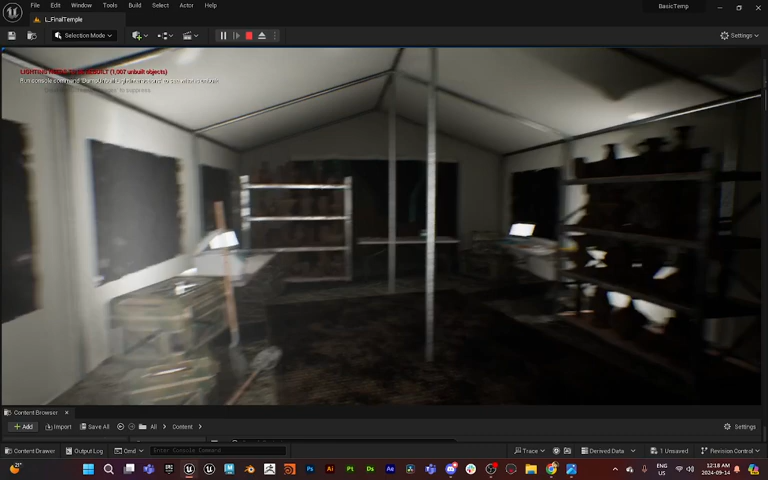 File Edit Window Tools Build Select Actor Help
BasicTemp
L_FinalTemple
Selection Mode
Settings
LIGHTING NEEDS TO BE REBUILT (1,007 unbuilt objects)
Content Browser
Add Import Save All All Content
Settings
Content Drawer Output Log Cmd Enter Console Command Trace Derived Data 1 Unsaved Revision Control
21°
ENG
US
12:18 AM
2024-09-14